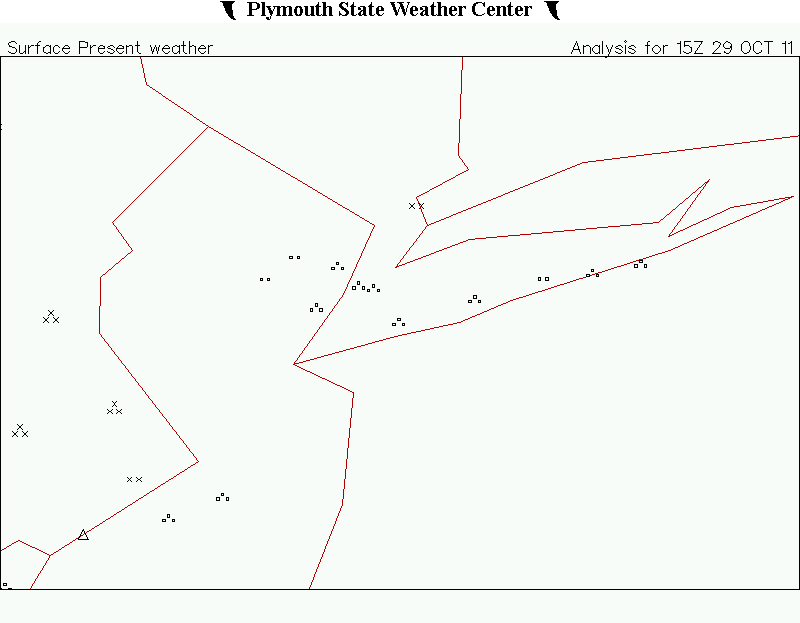 Plymouth State Weather Center
Surface Present weather
Analysis for 15Z 29 OCT 11